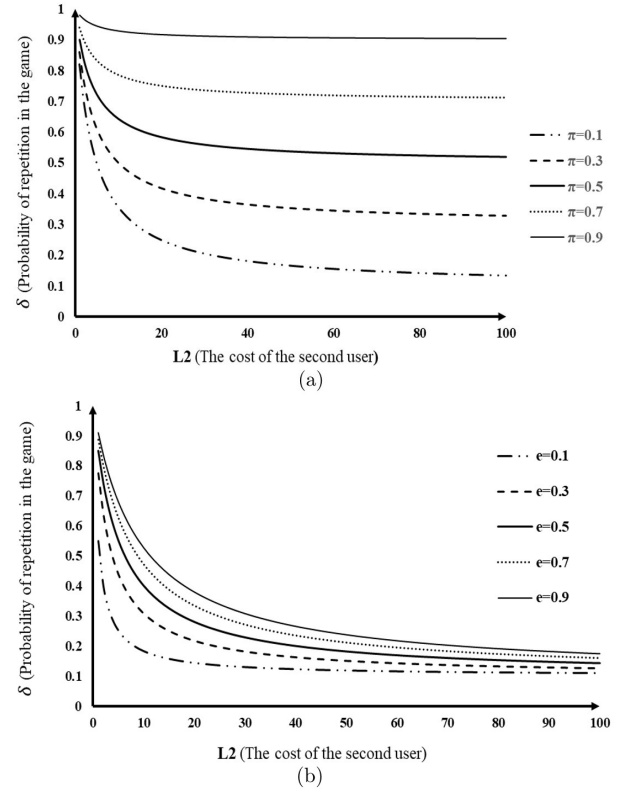 δ (Probability of repetition in the game)
1
0.9
0.8
0.7
0.6
0.5
0.4
0.3
0.2
0.1
0
0 20 40 60 80 100
L2 (The cost of the second user)
π=0.1
π=0.3
π=0.5
π=0.7
π=0.9
(a)
δ (Probability of repetition in the game)
1
0.9
0.8
0.7
0.6
0.5
0.4
0.3
0.2
0.1
0
0 10 20 30 40 50 60 70 80 90 100
L2 (The cost of the second user)
e=0.1
e=0.3
e=0.5
e=0.7
e=0.9
(b)